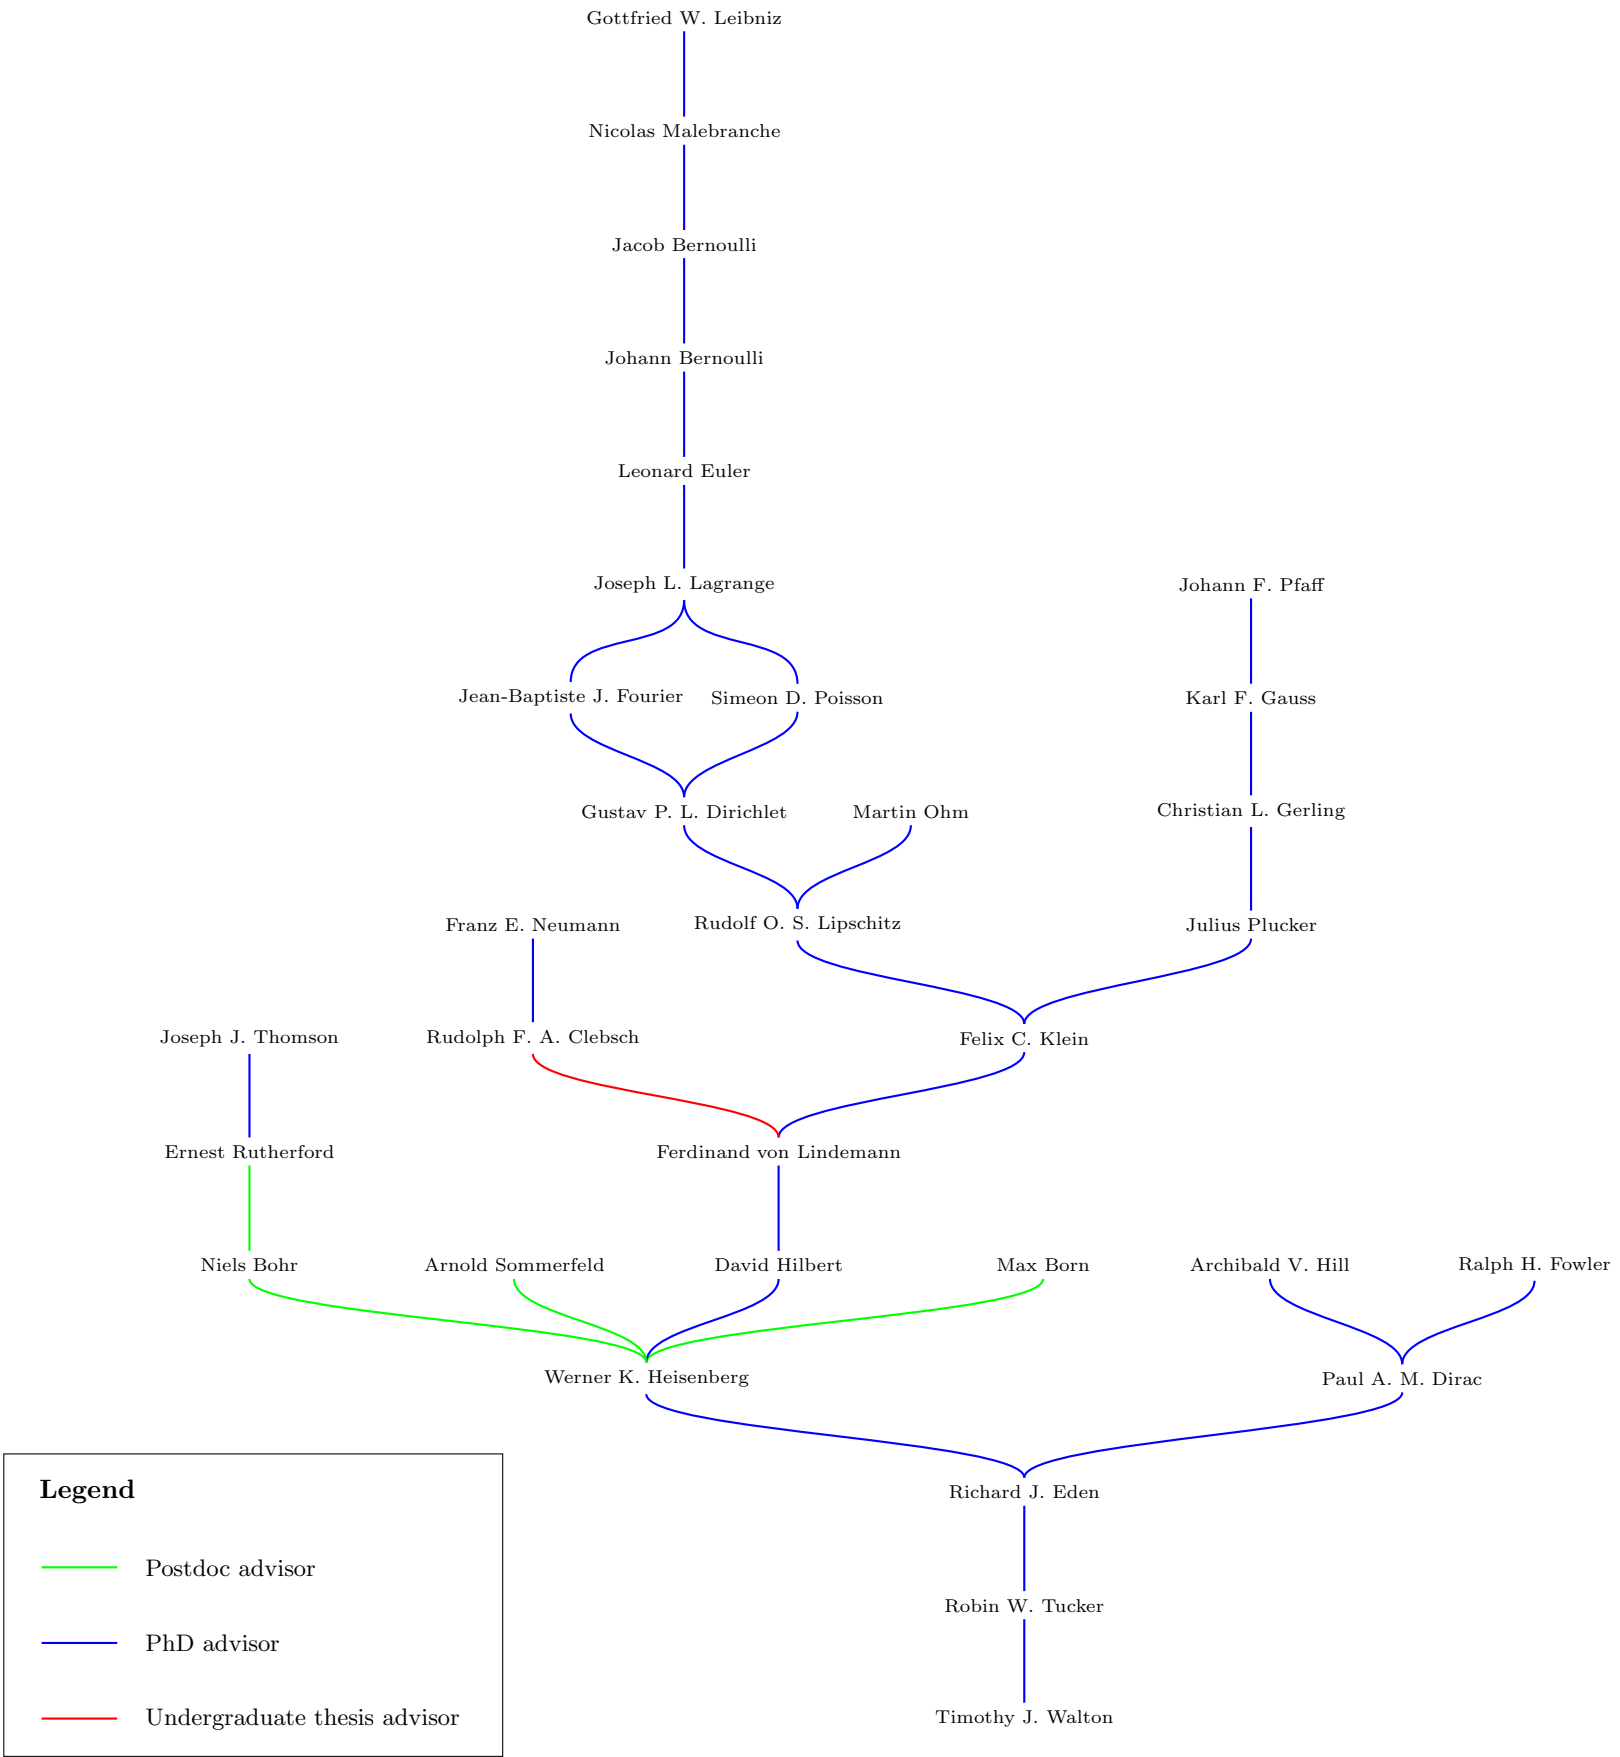 Gottfried W. Leibniz
Nicolas Malebranche
Jacob Bernoulli
Johann Bernoulli
Leonard Euler
Joseph L. Lagrange
Johann F. Pfaff
Jean-Baptiste J. Fourier
Simeon D. Poisson
Karl F. Gauss
Gustav P. L. Dirichlet
Martin Ohm
Christian L. Gerling
Franz E. Neumann
Rudolf O. S. Lipschitz
Julius Plucker
Joseph J. Thomson
Rudolph F. A. Clebsch
Felix C. Klein
Ernest Rutherford
Ferdinand von Lindemann
Niels Bohr
Arnold Sommerfeld
David Hilbert
Max Born
Archibald V. Hill
Ralph H. Fowler
Werner K. Heisenberg
Paul A. M. Dirac
Richard J. Eden
Robin W. Tucker
Timothy J. Walton
Legend
Postdoc advisor
PhD advisor
Undergraduate thesis advisor